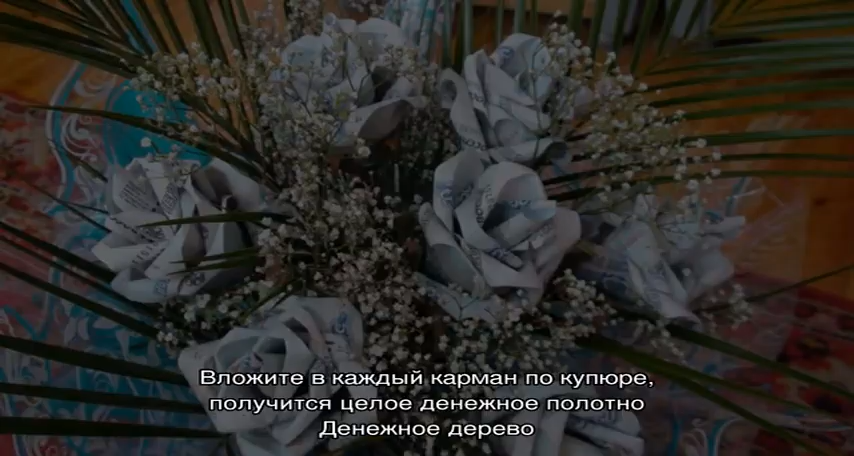 Вложите в каждый карман по купюре,
получится целое денежное полотно
Денежное дерево